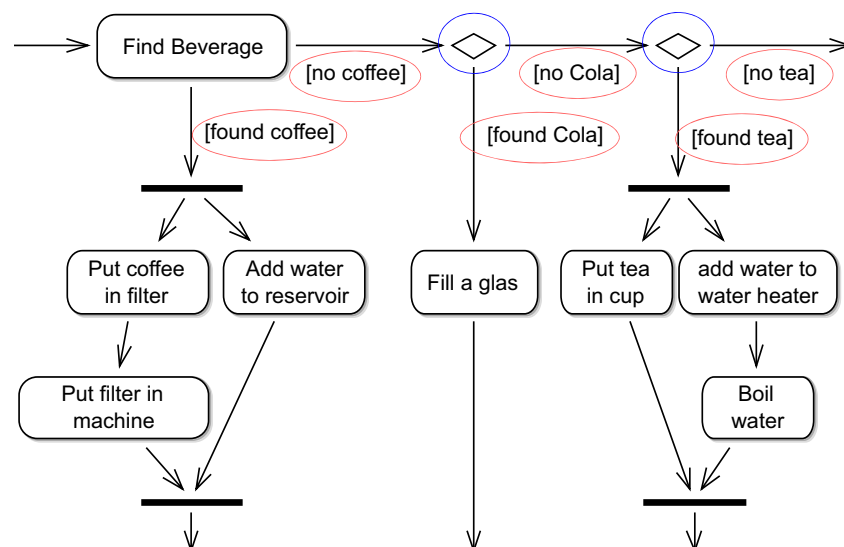 Find Beverage
[no coffee]
[no Cola]
[no tea]
[found coffee]
[found Cola]
[found tea]
Put coffee
in filter
Add water
to reservoir
Fill a glas
Put tea
in cup
add water to
water heater
Put filter in
machine
Boil
water